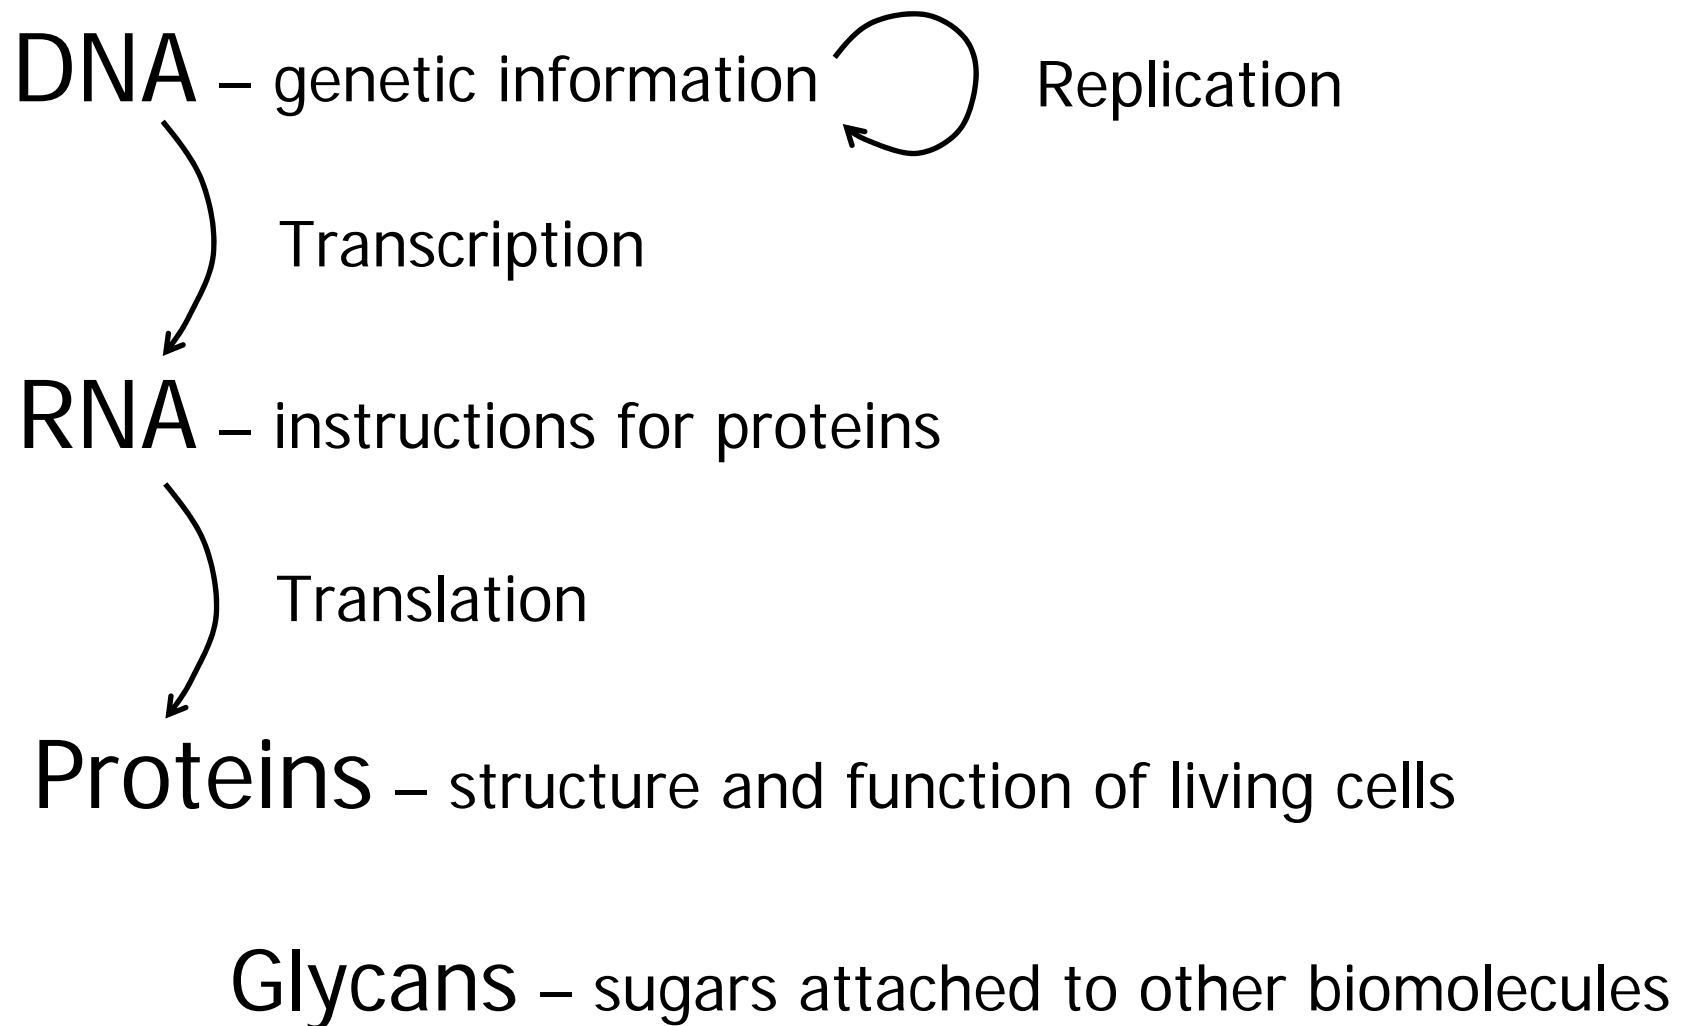 DNA – genetic information
Replication
Transcription
RNA – instructions for proteins
Translation
Proteins – structure and function of living cells
Glycans – sugars attached to other biomolecules